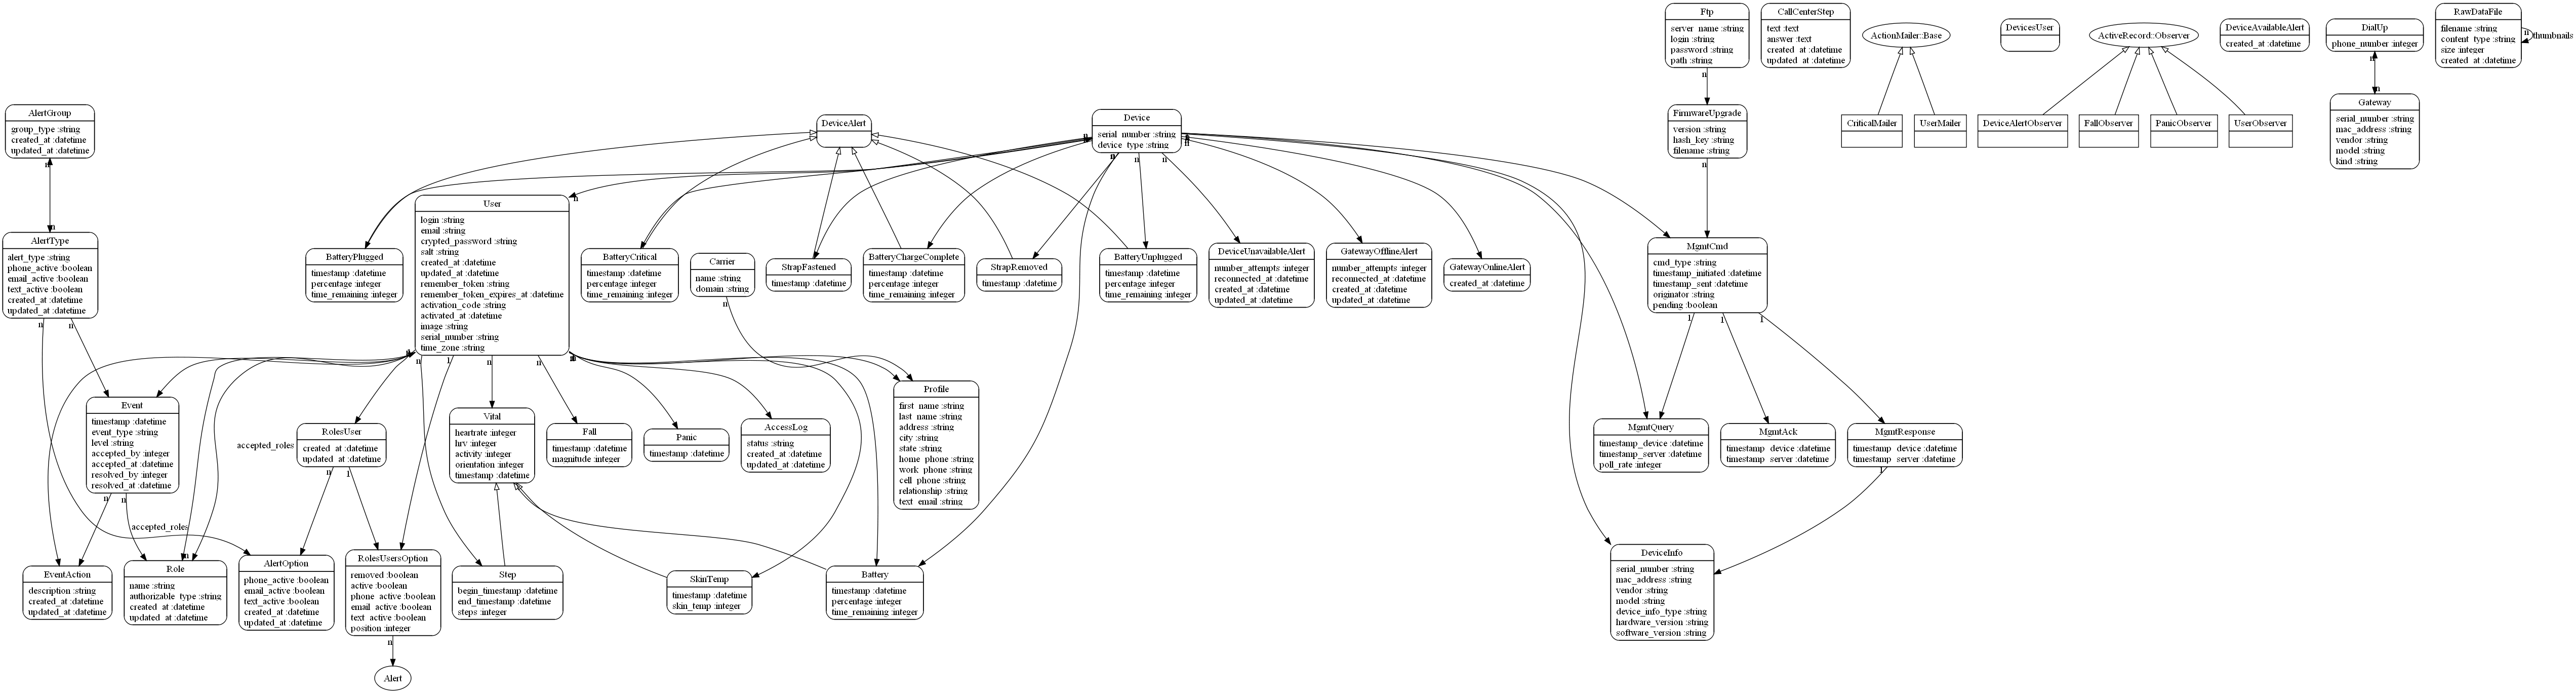 Ftp
server_name :string
login :string
password :string
path :string
CallCenterStep
text :text
answer :text
created_at :datetime
updated_at :datetime
ActionMailer::Base
DevicesUser
ActiveRecord::Observer
DeviceAvailableAlert
created_at :datetime
DialUp
phone_number :integer
RawDataFile
filename :string
content_type :string
size :integer
created_at :datetime
n
thumbnails
n
n
n
AlertGroup
group_type :string
created_at :datetime
updated_at :datetime
n
n
DeviceAlert
Device
serial_number :string
device_type :string
n
n
n
n
n
FirmwareUpgrade
version :string
hash_key :string
filename :string
n
CriticalMailer
UserMailer
DeviceAlertObserver
FallObserver
PanicObserver
UserObserver
Gateway
serial_number :string
mac_address :string
vendor :string
model :string
kind :string
AlertType
alert_type :string
phone_active :boolean
email_active :boolean
text_active :boolean
created_at :datetime
updated_at :datetime
n
n
User
login :string
email :string
crypted_password :string
salt :string
created_at :datetime
updated_at :datetime
remember_token :string
remember_token_expires_at :datetime
activation_code :string
activated_at :datetime
image :string
serial_number :string
time_zone :string
n
n
1
n
n
BatteryPlugged
timestamp :datetime
percentage :integer
time_remaining :integer
BatteryCritical
timestamp :datetime
percentage :integer
time_remaining :integer
Carrier
name :string
domain :string
n
StrapFastened
timestamp :datetime
BatteryChargeComplete
timestamp :datetime
percentage :integer
time_remaining :integer
StrapRemoved
timestamp :datetime
BatteryUnplugged
timestamp :datetime
percentage :integer
time_remaining :integer
DeviceUnavailableAlert
number_attempts :integer
reconnected_at :datetime
created_at :datetime
updated_at :datetime
GatewayOfflineAlert
number_attempts :integer
reconnected_at :datetime
created_at :datetime
updated_at :datetime
GatewayOnlineAlert
created_at :datetime
MgmtCmd
cmd_type :string
timestamp_initiated :datetime
timestamp_sent :datetime
originator :string
pending :boolean
1
1
1
Event
timestamp :datetime
event_type :string
level :string
accepted_by :integer
accepted_at :datetime
resolved_by :integer
resolved_at :datetime
n
n
accepted_roles
accepted_roles
RolesUser
created_at :datetime
updated_at :datetime
n
1
Vital
heartrate :integer
hrv :integer
activity :integer
orientation :integer
timestamp :datetime
Fall
timestamp :datetime
magnitude :integer
Panic
timestamp :datetime
AccessLog
status :string
created_at :datetime
updated_at :datetime
Profile
first_name :string
last_name :string
address :string
city :string
state :string
home_phone :string
work_phone :string
cell_phone :string
relationship :string
text_email :string
MgmtQuery
timestamp_device :datetime
timestamp_server :datetime
poll_rate :integer
MgmtAck
timestamp_device :datetime
timestamp_server :datetime
MgmtResponse
timestamp_device :datetime
timestamp_server :datetime
1
EventAction
description :string
created_at :datetime
updated_at :datetime
n
Role
name :string
authorizable_type :string
created_at :datetime
updated_at :datetime
AlertOption
phone_active :boolean
email_active :boolean
text_active :boolean
created_at :datetime
updated_at :datetime
RolesUsersOption
removed :boolean
active :boolean
phone_active :boolean
email_active :boolean
text_active :boolean
position :integer
n
Step
begin_timestamp :datetime
end_timestamp :datetime
steps :integer
SkinTemp
timestamp :datetime
skin_temp :integer
Battery
timestamp :datetime
percentage :integer
time_remaining :integer
DeviceInfo
serial_number :string
mac_address :string
vendor :string
model :string
device_info_type :string
hardware_version :string
software_version :string
Alert